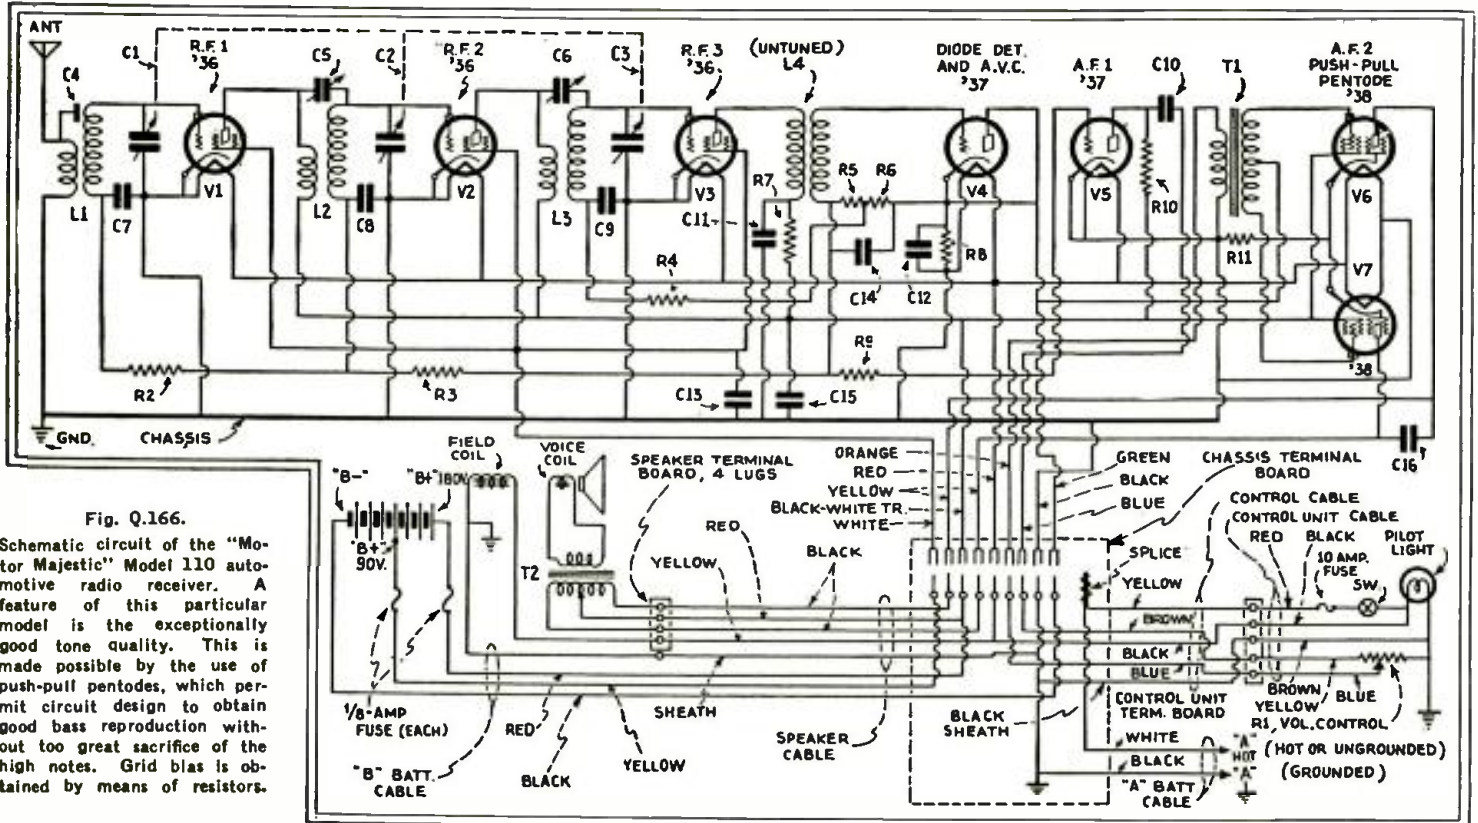 ANT
C4
C1
R.F.1
'36
C5
C2
R.F.2
'36
C6
C3
R.F.3
'36
(UNTUNED)
L4
DIODE DET.
AND A.V.C.
'37
A.F.1
'37
C10
T1
A.F.2
PUSH-PULL
PENTODE
'38
L1
C7
V1
L2
C8
V2
L3
C9
V3
C11
R7
R5
R6
V4
V5
R10
V6
R4
C14
C12
R8
R11
V7
R2
R3
C13
C15
R9
'38
GND.
CHASSIS
C16
"B-"
"B+" 180V.
FIELD
COIL
VOICE
COIL
SPEAKER TERMINAL
BOARD, 4 LUGS
ORANGE
RED
YELLOW
BLACK-WHITE TR.
WHITE
GREEN
BLACK
BLUE
CHASSIS TERMINAL
BOARD
CONTROL CABLE
CONTROL UNIT CABLE
RED
BLACK
10 AMP.
FUSE
SW.
PILOT
LIGHT
"B+"
90V.
T2
YELLOW
RED
BLACK
SPLICE
YELLOW
BROWN
BLACK
BLUE
1/8-AMP
FUSE (EACH)
RED
SHEATH
SPEAKER
CABLE
BLACK
SHEATH
CONTROL UNIT
TERM. BOARD
BROWN
YELLOW
BLUE
R1, VOL. CONTROL
"B" BATT.
CABLE
BLACK
YELLOW
WHITE
BLACK
"A" BATT
CABLE
"A"
HOT
"A"
(HOT OR UNGROUNDED)
(GROUNDED)
Fig. Q.166.
Schematic circuit of the "Mo-
tor Majestic" Model 110 auto-
motive radio receiver. A
feature of this particular
model is the exceptionally
good tone quality. This is
made possible by the use of
push-pull pentodes, which per-
mit circuit design to obtain
good bass reproduction with-
out too great sacrifice of the
high notes. Grid bias is ob-
tained by means of resistors.